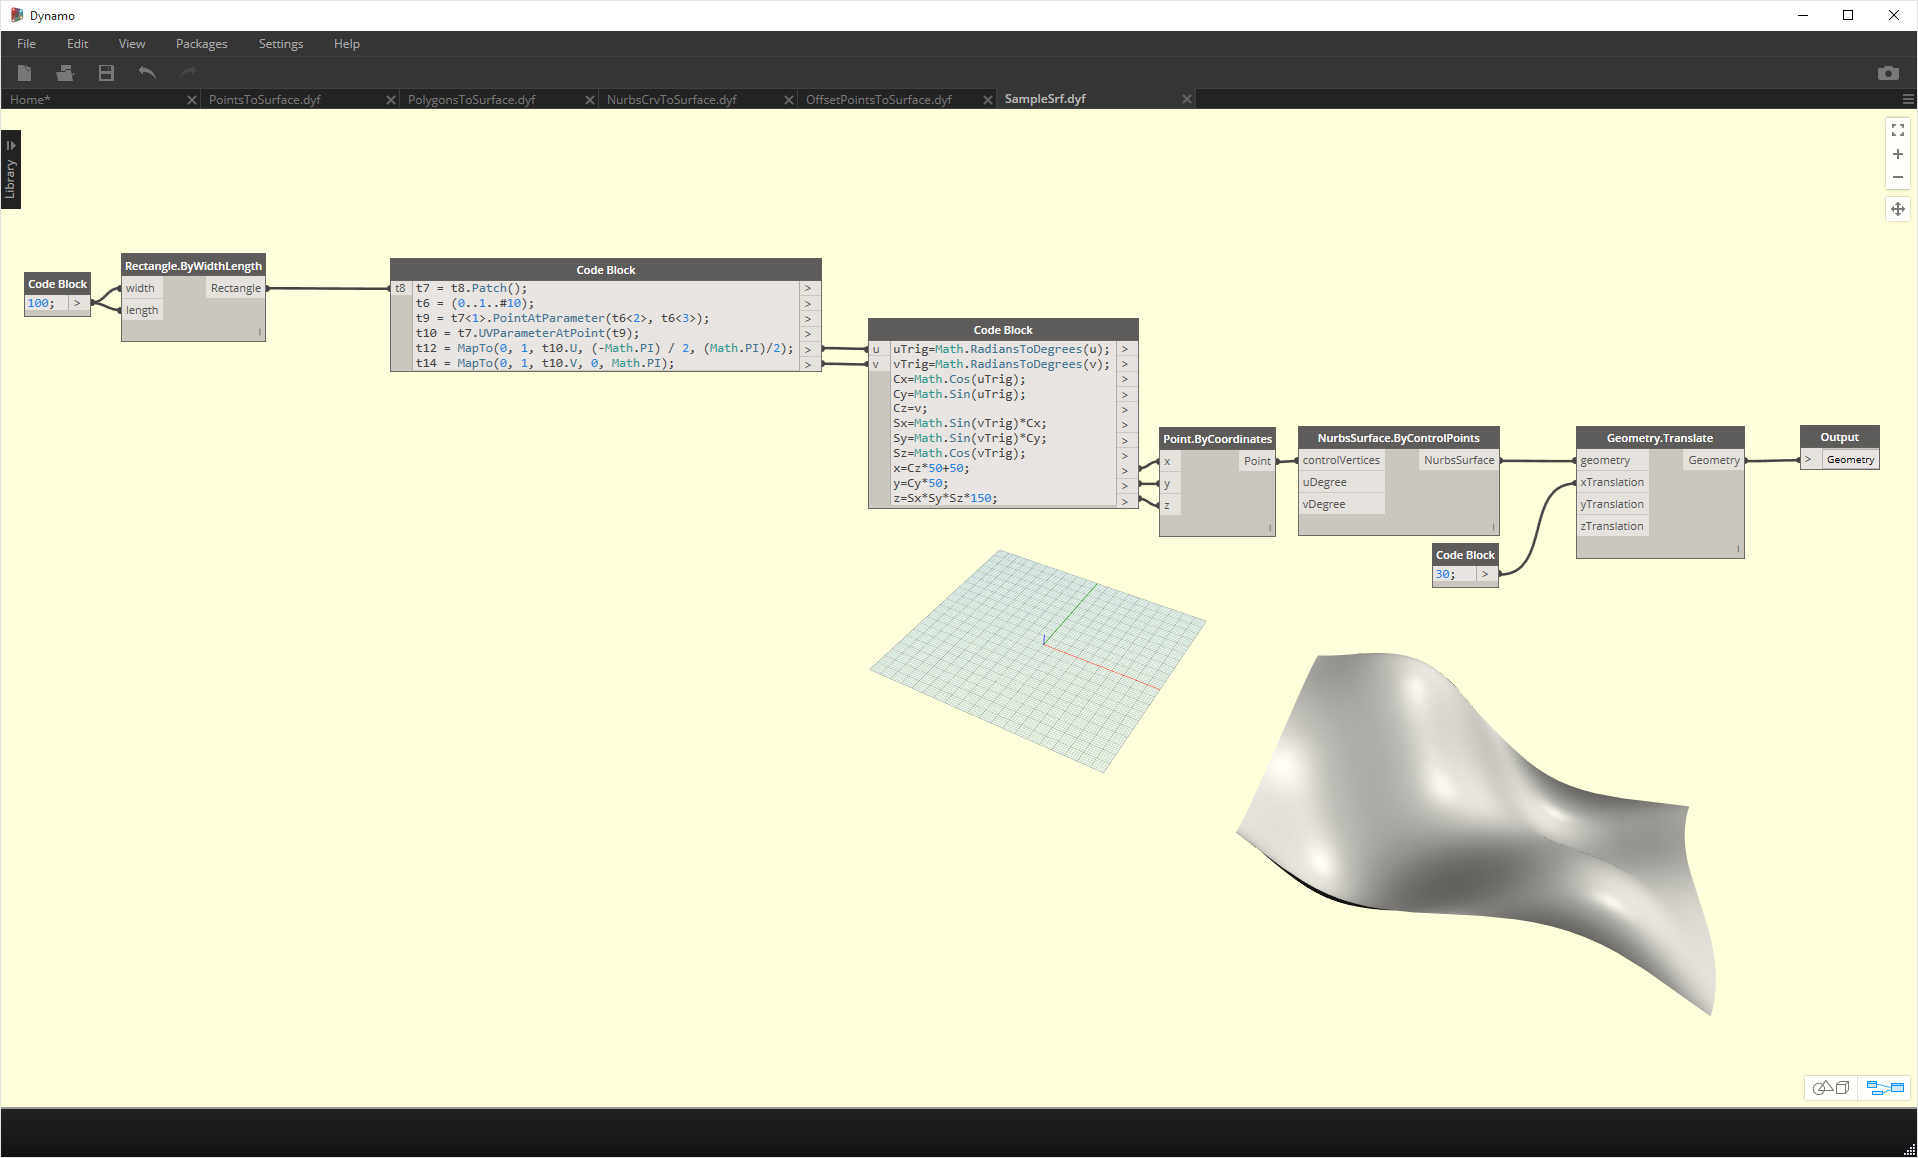 Dynamo
File Edit View Packages Settings Help
Home* PointsToSurface.dyf PolygonsToSurface.dyf NurbsCrvToSurface.dyf OffsetPointsToSurface.dyf SampleSrf.dyf
Library
Code Block
100; >
Rectangle.ByWidthLength
width Rectangle
length
Code Block
t8 t7 = t8.Patch(); >
t6 = (0..1..#10); >
t9 = t7<1>.PointAtParameter(t6<2>, t6<3>); >
t10 = t7.UVParameterAtPoint(t9); >
t12 = MapTo(0, 1, t10.U, (-Math.PI) / 2, (Math.PI)/2); >
t14 = MapTo(0, 1, t10.V, 0, Math.PI); >
Code Block
u uTrig=Math.RadiansToDegrees(u); >
v vTrig=Math.RadiansToDegrees(v); >
Cx=Math.Cos(uTrig); >
Cy=Math.Sin(uTrig); >
Cz=v; >
Sx=Math.Sin(vTrig)*Cx; >
Sy=Math.Sin(vTrig)*Cy; >
Sz=Math.Cos(vTrig); >
x=Cz*50+50; >
y=Cy*50; >
z=Sx*Sy*Sz*150; >
Point.ByCoordinates
x Point
y
z
NurbsSurface.ByControlPoints
controlVertices NurbsSurface
uDegree
vDegree
Code Block
30; >
Geometry.Translate
geometry Geometry
xTranslation
yTranslation
zTranslation
Output
> Geometry